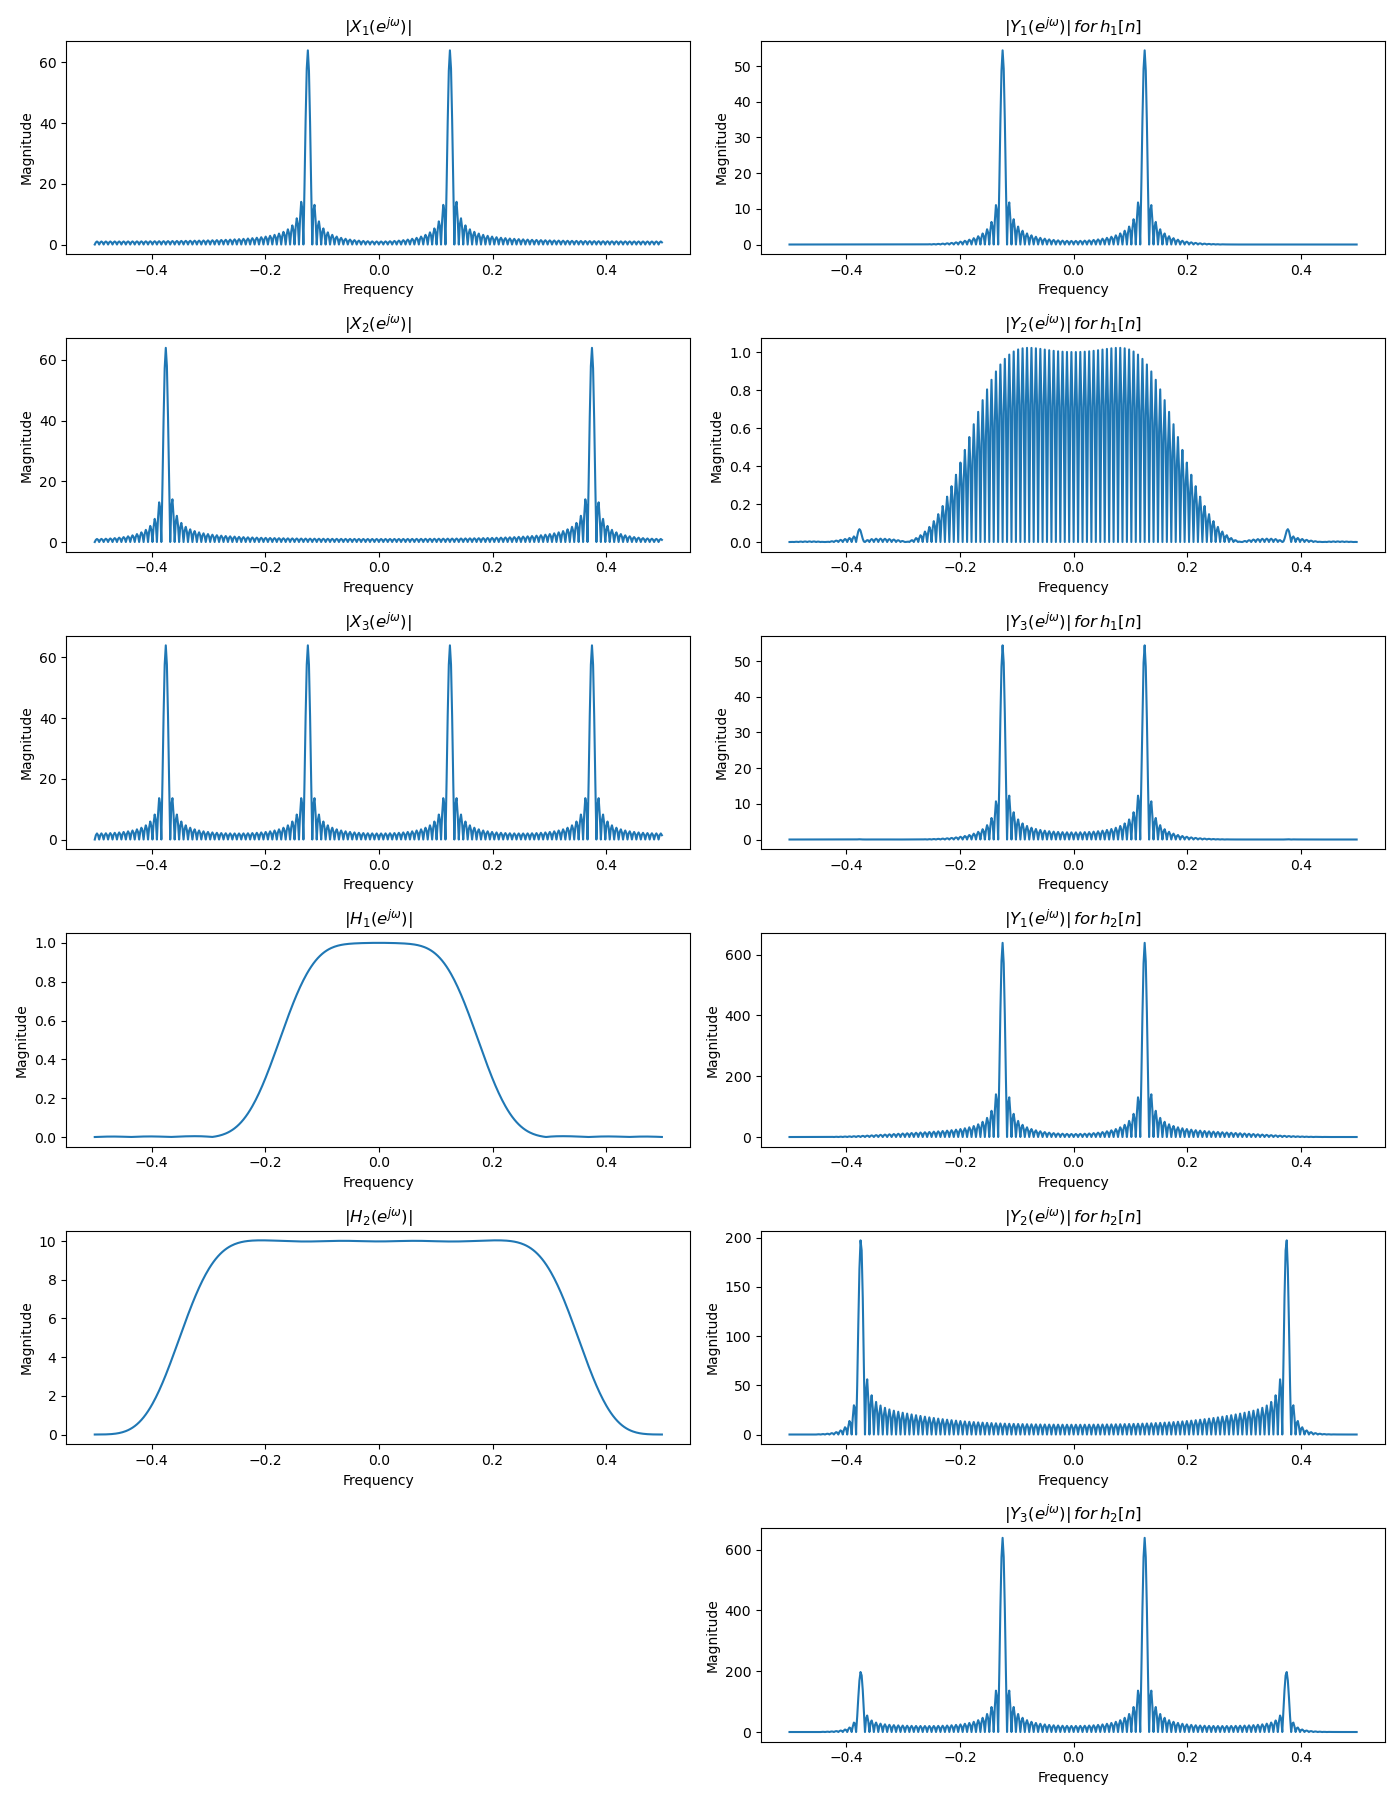 |X₁(e^{jω})|
Magnitude
60
40
20
0
−0.4 −0.2 0.0 0.2 0.4
Frequency
|Y₁(e^{jω})| for h₁[n]
Magnitude
50
40
30
20
10
0
−0.4 −0.2 0.0 0.2 0.4
Frequency
|X₂(e^{jω})|
Magnitude
60
40
20
0
−0.4 −0.2 0.0 0.2 0.4
Frequency
|Y₂(e^{jω})| for h₁[n]
Magnitude
1.0
0.8
0.6
0.4
0.2
0.0
−0.4 −0.2 0.0 0.2 0.4
Frequency
|X₃(e^{jω})|
Magnitude
60
40
20
0
−0.4 −0.2 0.0 0.2 0.4
Frequency
|Y₃(e^{jω})| for h₁[n]
Magnitude
50
40
30
20
10
0
−0.4 −0.2 0.0 0.2 0.4
Frequency
|H₁(e^{jω})|
Magnitude
1.0
0.8
0.6
0.4
0.2
0.0
−0.4 −0.2 0.0 0.2 0.4
Frequency
|Y₁(e^{jω})| for h₂[n]
Magnitude
600
400
200
0
−0.4 −0.2 0.0 0.2 0.4
Frequency
|H₂(e^{jω})|
Magnitude
10
8
6
4
2
0
−0.4 −0.2 0.0 0.2 0.4
Frequency
|Y₂(e^{jω})| for h₂[n]
Magnitude
200
150
100
50
0
−0.4 −0.2 0.0 0.2 0.4
Frequency
|Y₃(e^{jω})| for h₂[n]
Magnitude
600
400
200
0
−0.4 −0.2 0.0 0.2 0.4
Frequency